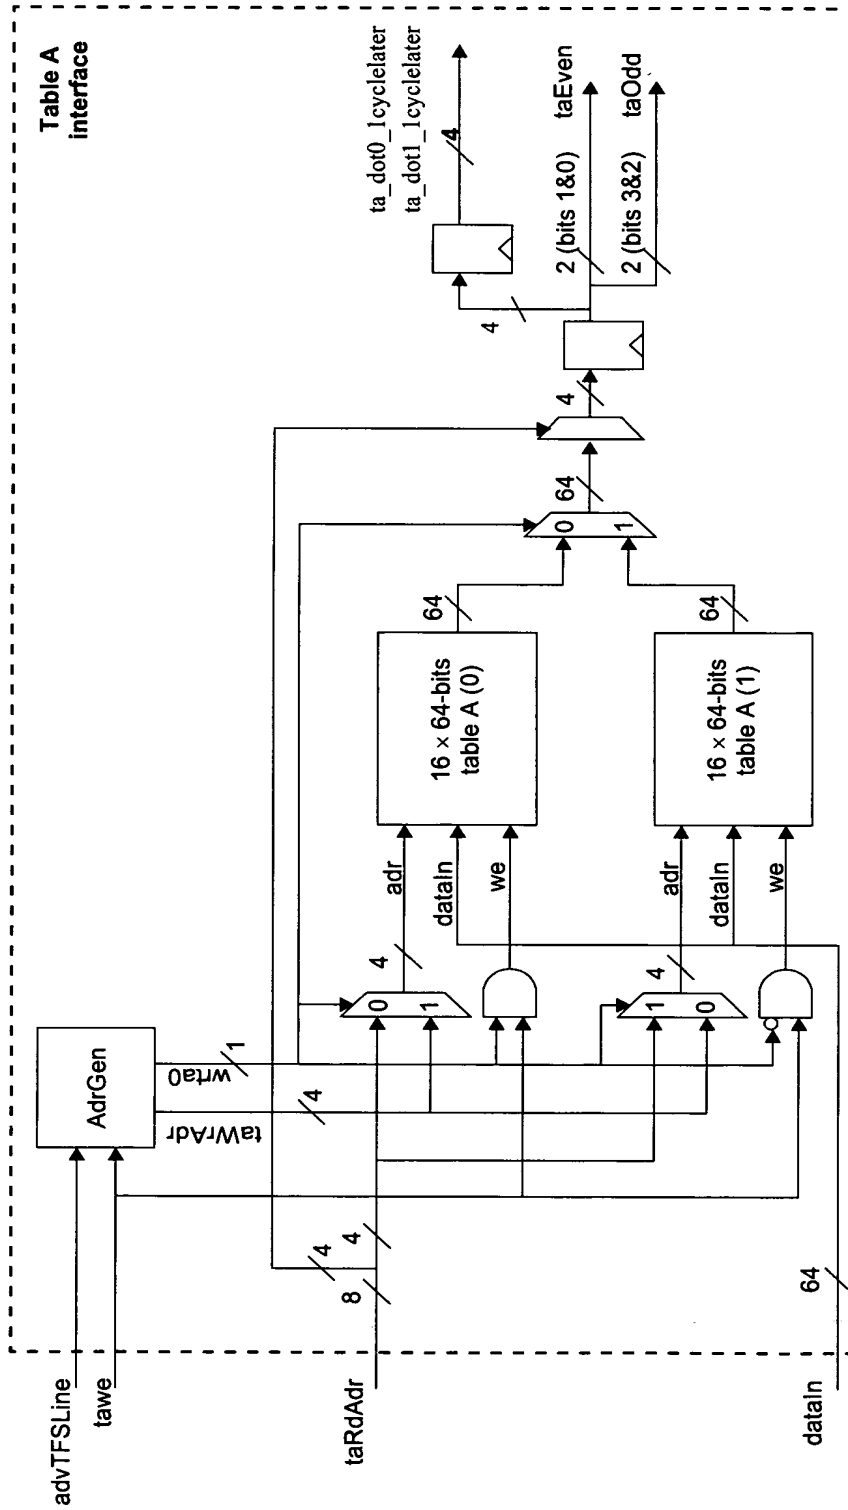 Table A
interface
advTFSLine
tawe
AdrGen
wrta0
1
taWrAdr
4
taRdAdr
8
4
4
dataIn
64
0
1
4
adr
dataIn
we
16 × 64-bits
table A (0)
64
1
0
4
adr
dataIn
we
16 × 64-bits
table A (1)
64
0
1
64
4
4
ta_dot0_1cyclelater
ta_dot1_1cyclelater
4
2 (bits 1&0)
taEven
2 (bits 3&2)
taOdd